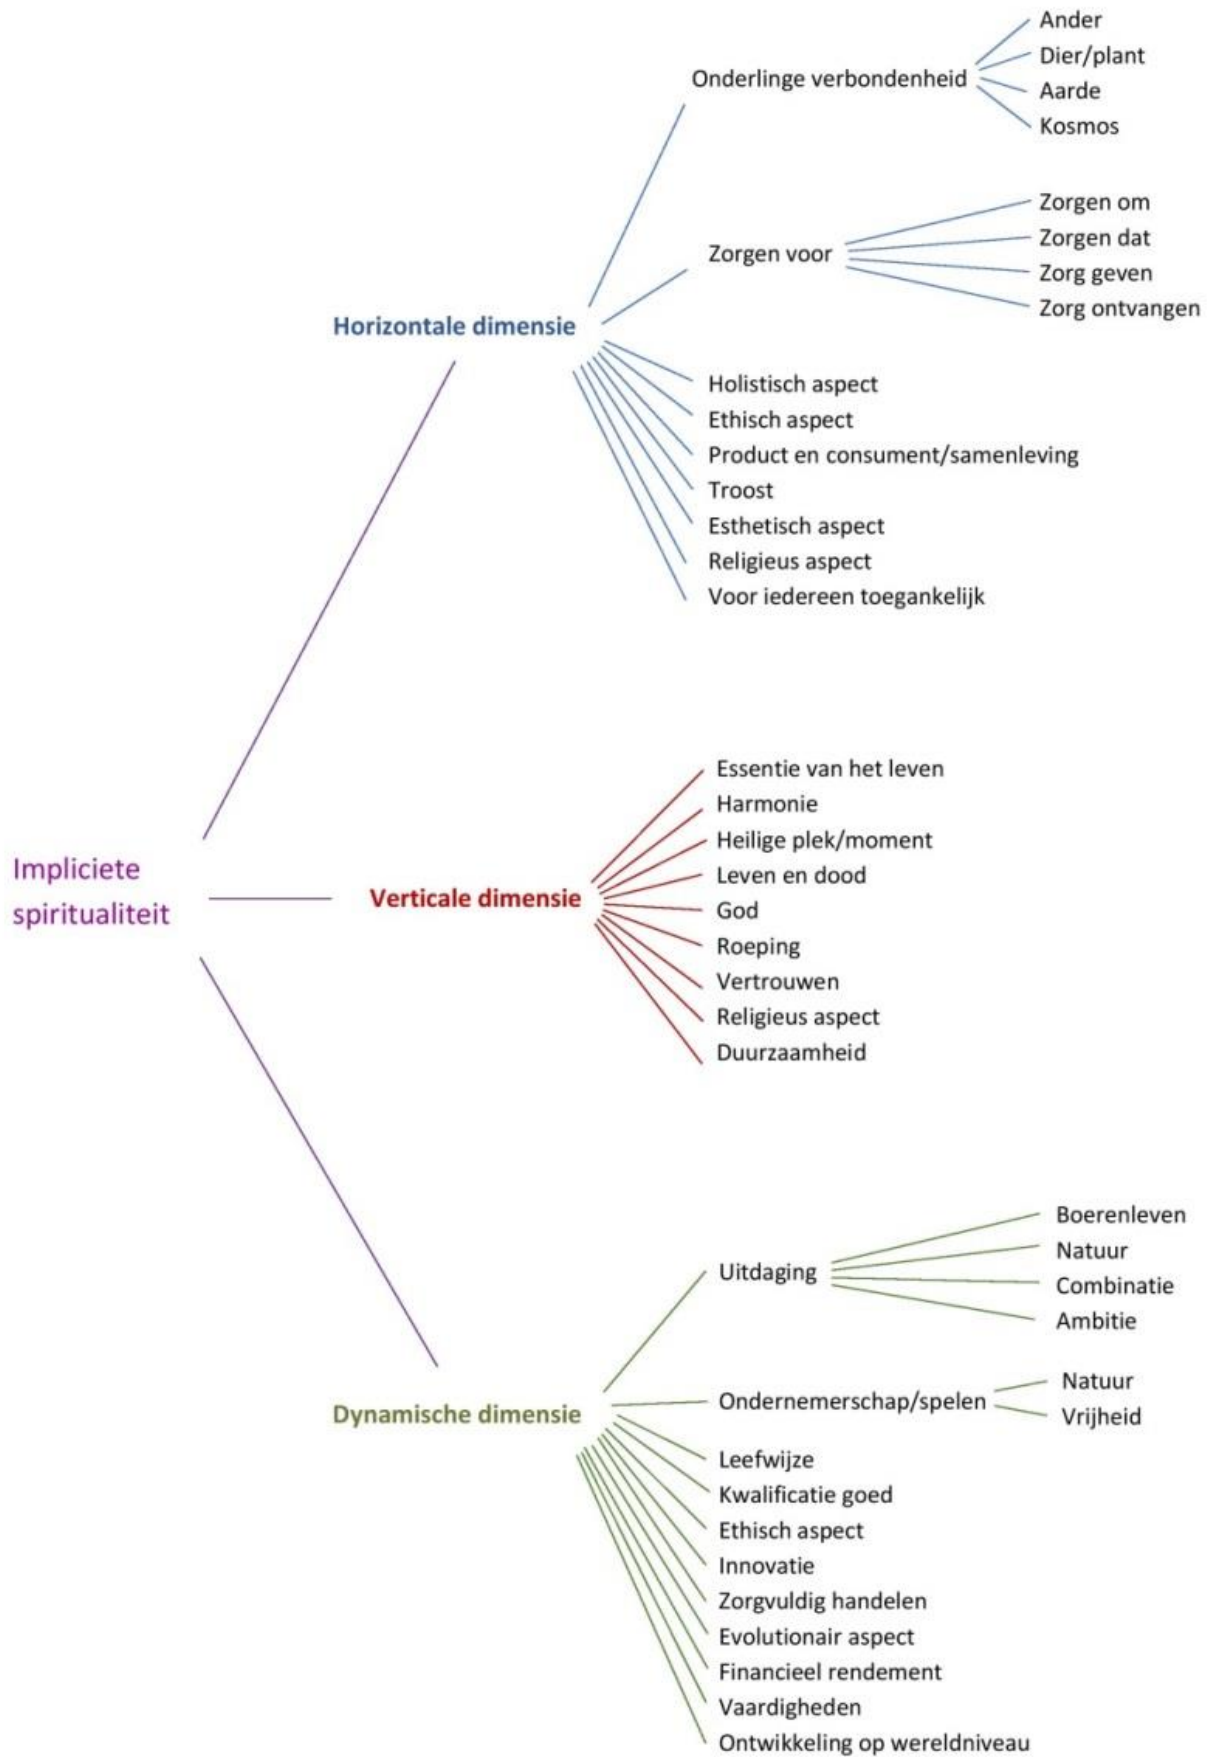 Impliciete
spiritualiteit
Horizontale dimensie
Onderlinge verbondenheid
Ander
Dier/plant
Aarde
Kosmos
Zorgen voor
Zorgen om
Zorgen dat
Zorg geven
Zorg ontvangen
Holistisch aspect
Ethisch aspect
Product en consument/samenleving
Troost
Esthetisch aspect
Religieus aspect
Voor iedereen toegankelijk
Verticale dimensie
Essentie van het leven
Harmonie
Heilige plek/moment
Leven en dood
God
Roeping
Vertrouwen
Religieus aspect
Duurzaamheid
Dynamische dimensie
Uitdaging
Boerenleven
Natuur
Combinatie
Ambitie
Ondernemerschap/spelen
Natuur
Vrijheid
Leefwijze
Kwalificatie goed
Ethisch aspect
Innovatie
Zorgvuldig handelen
Evolutionair aspect
Financieel rendement
Vaardigheden
Ontwikkeling op wereldniveau